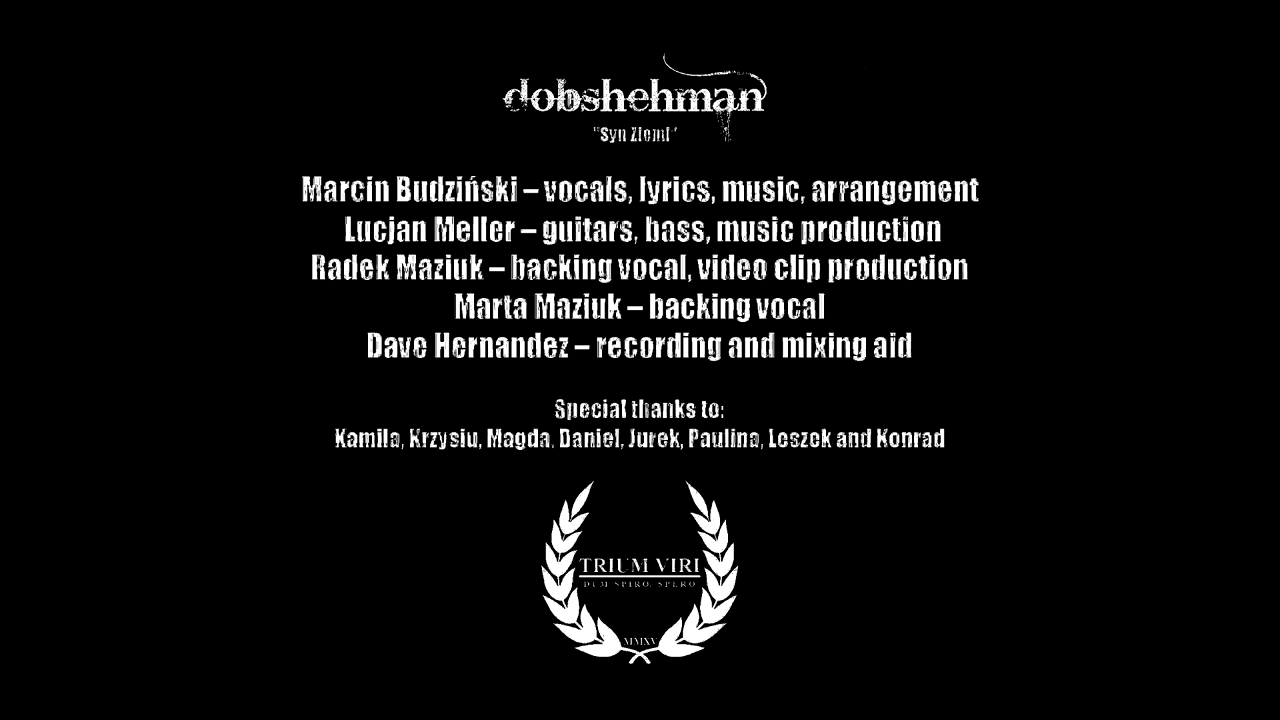 dobshehman
"Syn Ziemi"
Marcin Budziński – vocals, lyrics, music, arrangement
Lucjan Meller – guitars, bass, music production
Radek Maziuk – backing vocal, video clip production
Marta Maziuk – backing vocal
Dave Hernandez – recording and mixing aid
Special thanks to:
Kamila, Krzysiu, Magda, Daniel, Jurek, Paulina, Leszek and Konrad
TRIUM VIRI
DUM SPIRO, SPERO
MMXV